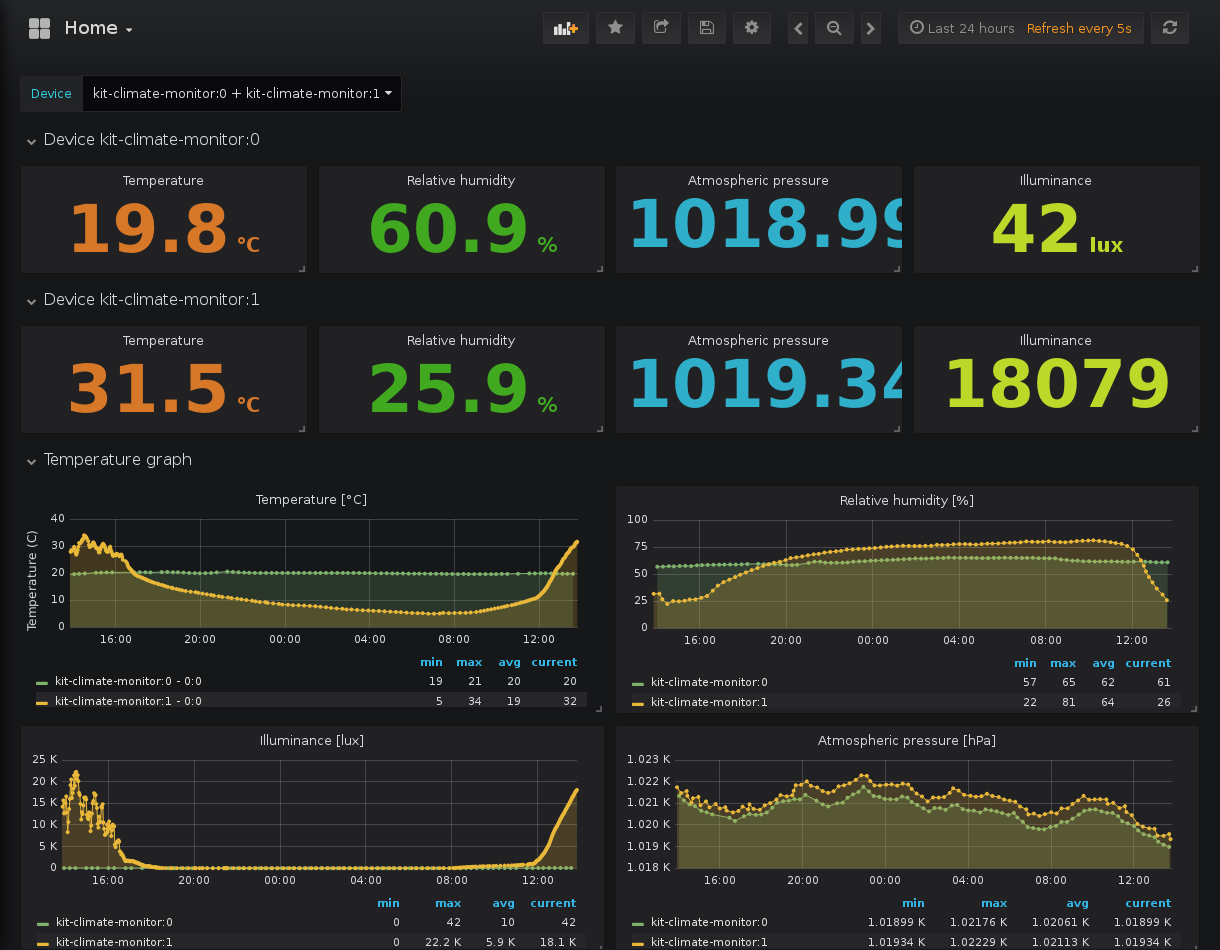 Home
Last 24 hours Refresh every 5s
Device kit-climate-monitor:0 + kit-climate-monitor:1
Device kit-climate-monitor:0
Temperature Relative humidity Atmospheric pressure Illuminance
19.8 °C 60.9 % 1018.99 42 lux
Device kit-climate-monitor:1
Temperature Relative humidity Atmospheric pressure Illuminance
31.5 °C 25.9 % 1019.34 18079
Temperature graph
Temperature [°C]
Temperature (C)
40
30
20
10
0
16:00 20:00 00:00 04:00 08:00 12:00
min max avg current
kit-climate-monitor:0 - 0:0 19 21 20 20
kit-climate-monitor:1 - 0:0 5 34 19 32
Relative humidity [%]
100
75
50
25
0
16:00 20:00 00:00 04:00 08:00 12:00
min max avg current
kit-climate-monitor:0 57 65 62 61
kit-climate-monitor:1 22 81 64 26
Illuminance [lux]
25 K
20 K
15 K
10 K
5 K
0
16:00 20:00 00:00 04:00 08:00 12:00
min max avg current
kit-climate-monitor:0 0 42 10 42
kit-climate-monitor:1 0 22.2 K 5.9 K 18.1 K
Atmospheric pressure [hPa]
1.023 K
1.022 K
1.021 K
1.020 K
1.019 K
1.018 K
16:00 20:00 00:00 04:00 08:00 12:00
min max avg current
kit-climate-monitor:0 1.01899 K 1.02176 K 1.02061 K 1.01899 K
kit-climate-monitor:1 1.01934 K 1.02229 K 1.02113 K 1.01934 K